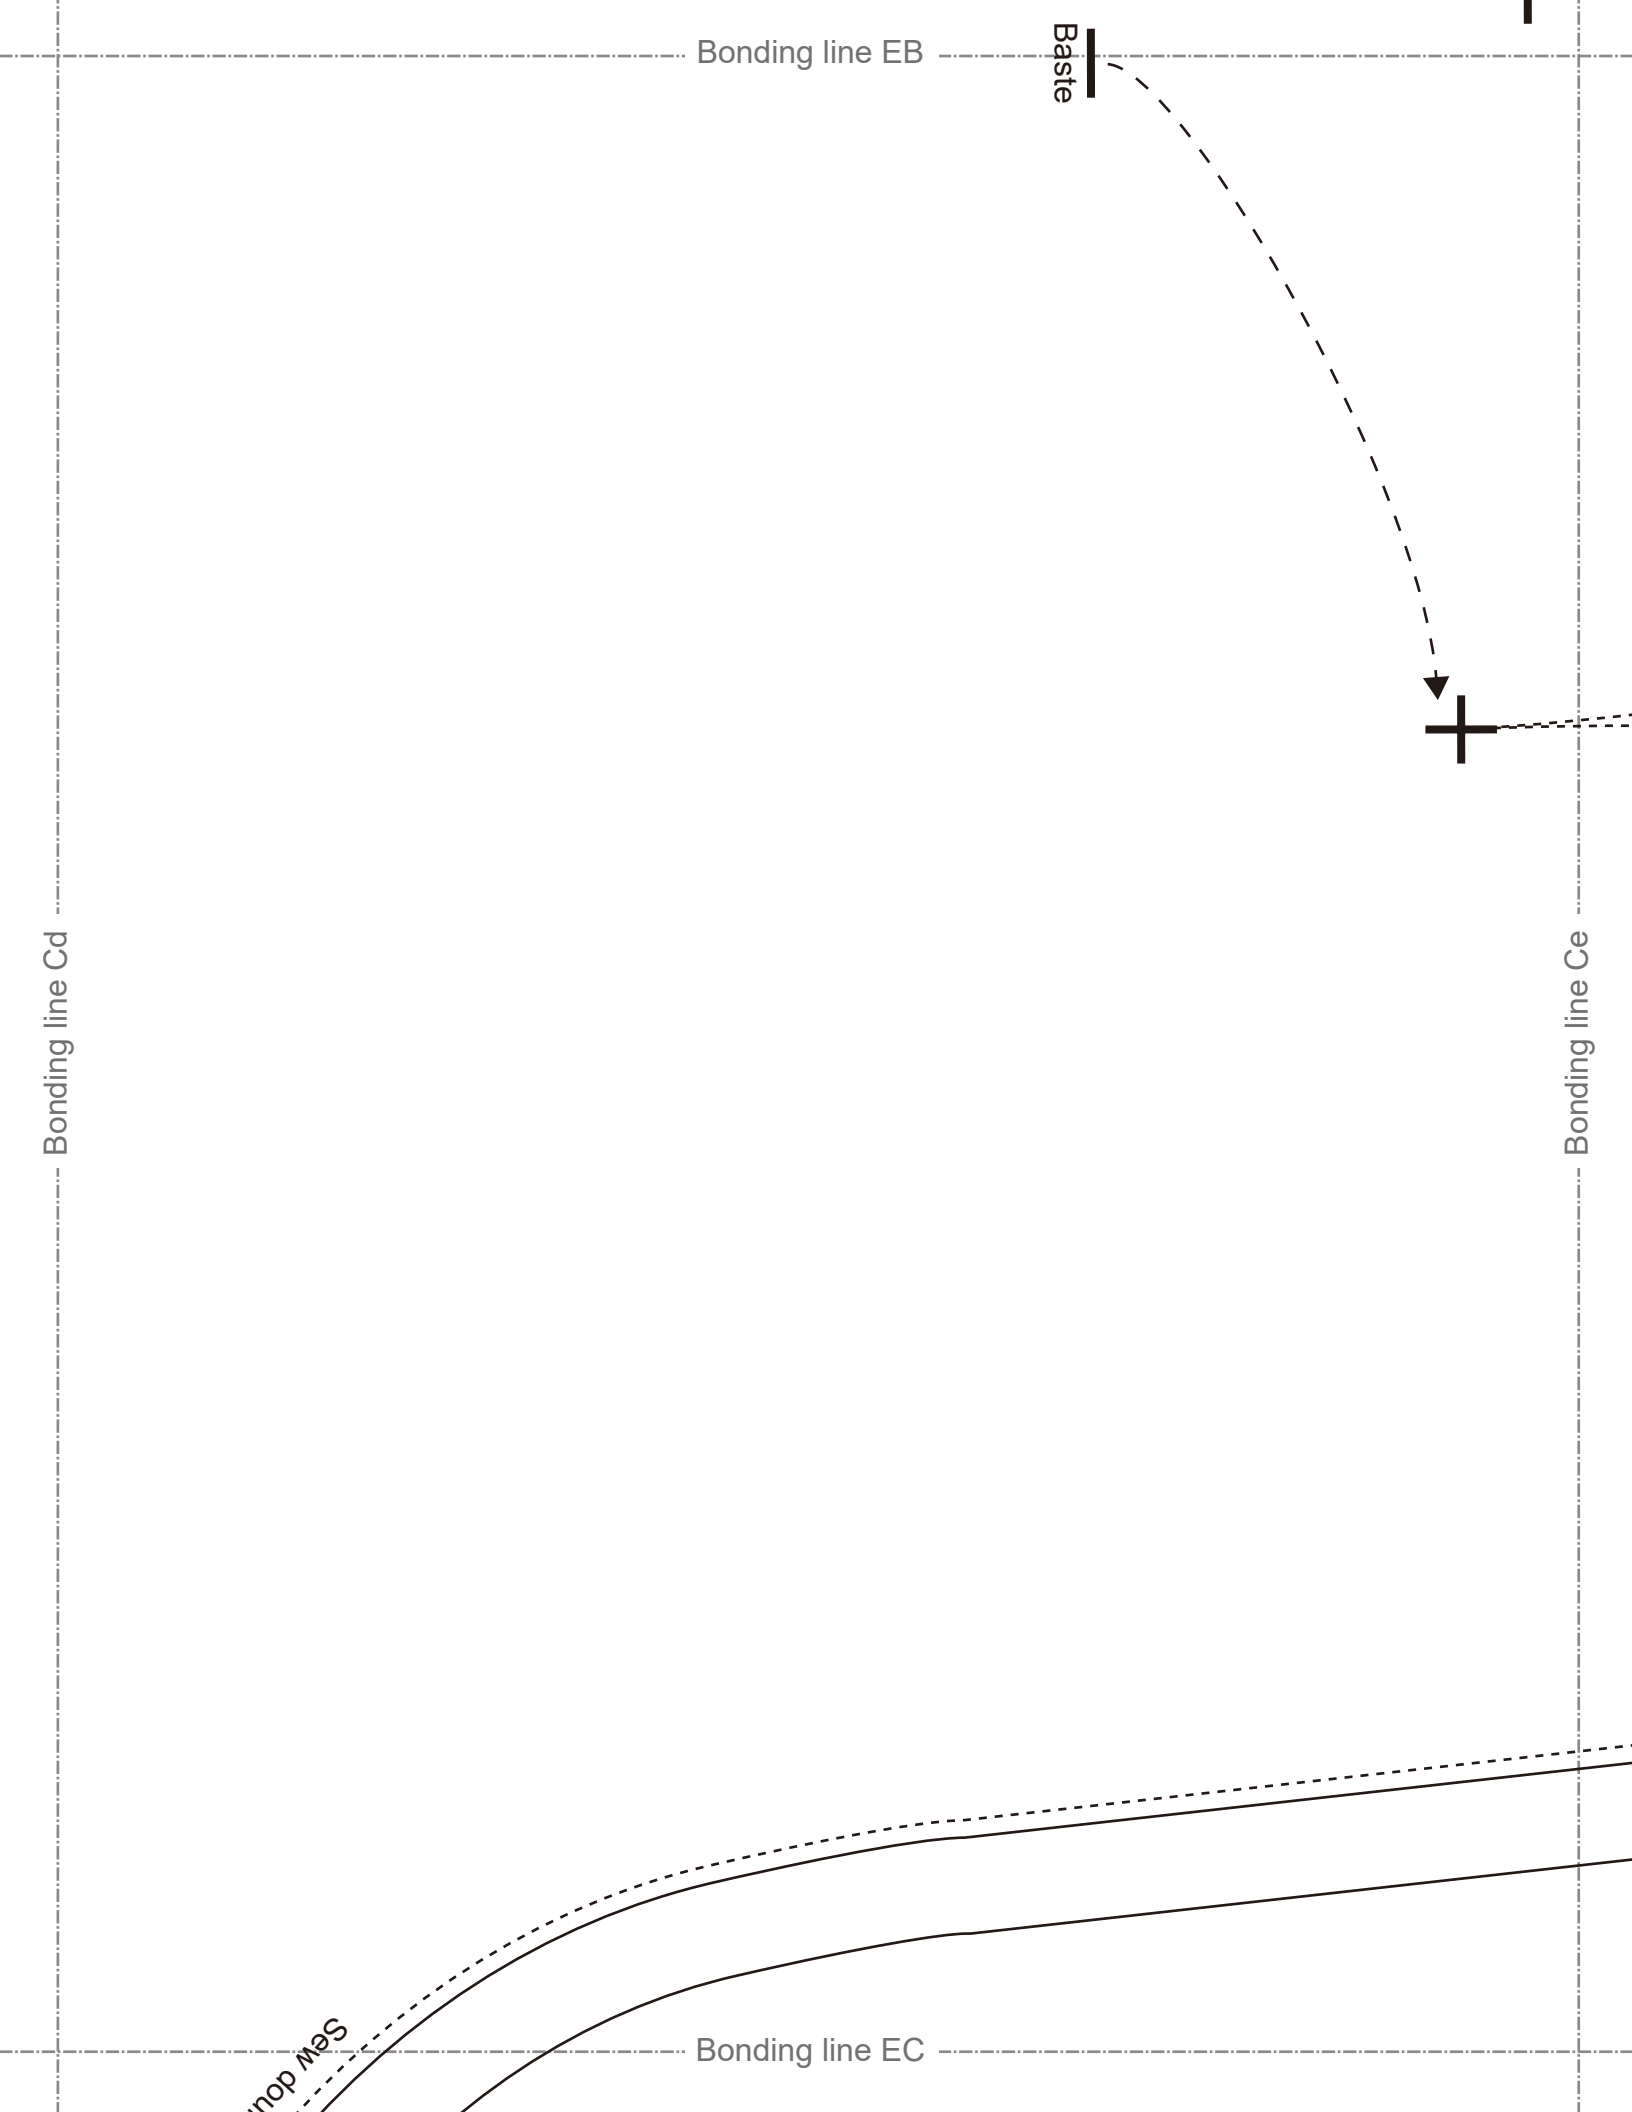 Bonding line EB
Baste
Bonding line Cd
Bonding line Ce
Sew
Bonding line EC